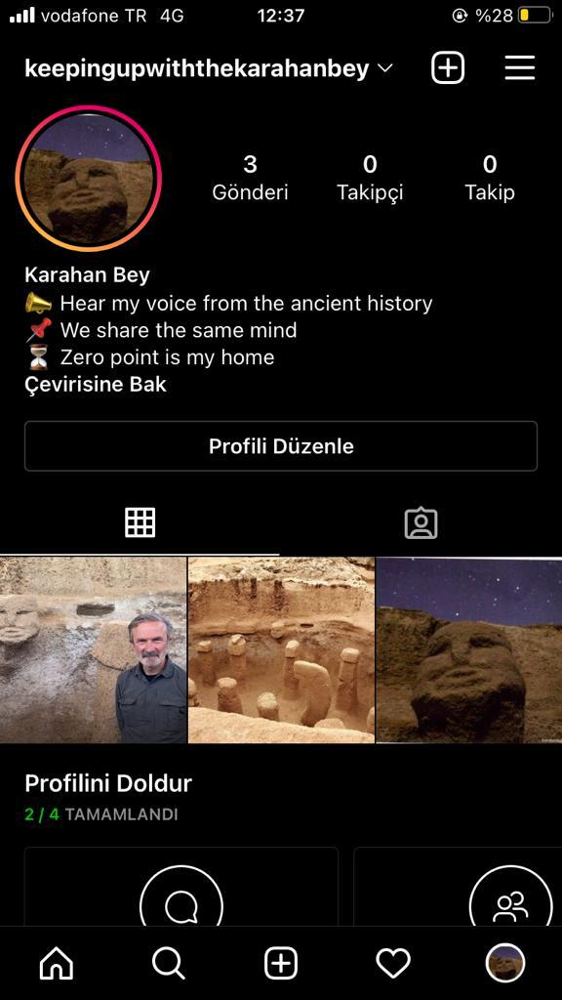 vodafone TR 4G 12:37 %28
keepingupwiththekarahanbey
3 0 0
Gönderi Takipçi Takip
Karahan Bey
Hear my voice from the ancient history
We share the same mind
Zero point is my home
Çevirisine Bak
Profili Düzenle
Profilini Doldur
2 / 4 TAMAMLANDI